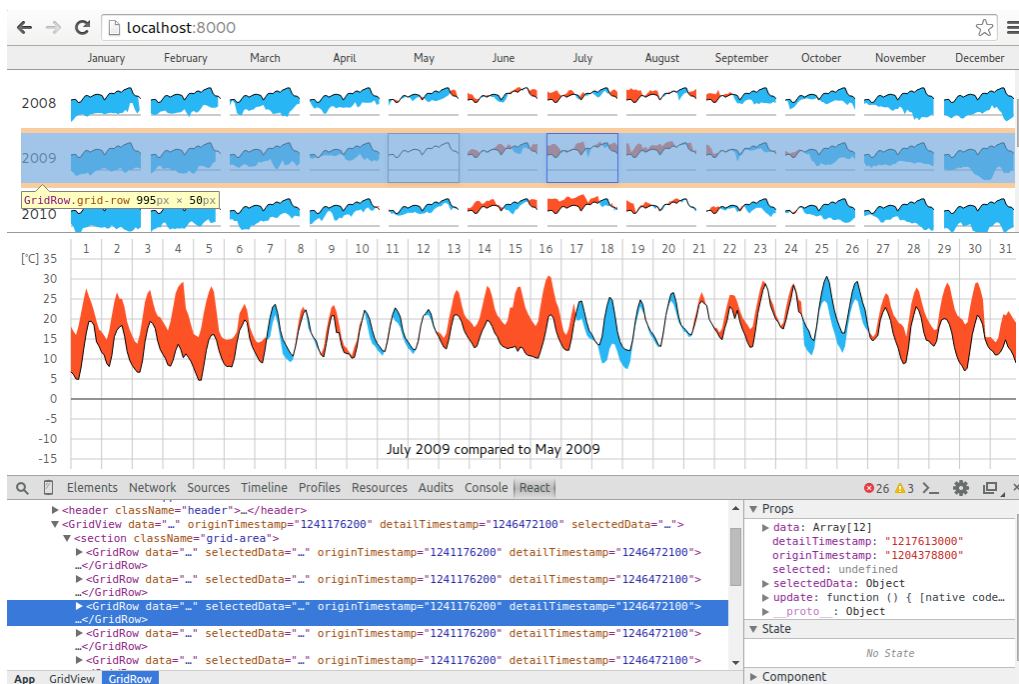 localhost:8000
January February March April May June July August September October November December
2008
2009
GridRow.grid-row 995px × 50px
2010
1 2 3 4 5 6 7 8 9 10 11 12 13 14 15 16 17 18 19 20 21 22 23 24 25 26 27 28 29 30 31
[°C] 35
30
25
20
15
10
5
0
-5
-10
-15
July 2009 compared to May 2009
Elements Network Sources Timeline Profiles Resources Audits Console React 26 3
<header className="header">…</header>
<GridView data="…" originTimestamp="1241176200" detailTimestamp="1246472100" selectedData="…">
<section className="grid-area">
<GridRow data="…" selectedData="…" originTimestamp="1241176200" detailTimestamp="1246472100">
…</GridRow>
<GridRow data="…" selectedData="…" originTimestamp="1241176200" detailTimestamp="1246472100">
…</GridRow>
<GridRow data="…" selectedData="…" originTimestamp="1241176200" detailTimestamp="1246472100">
…</GridRow>
<GridRow data="…" selectedData="…" originTimestamp="1241176200" detailTimestamp="1246472100">
…</GridRow>
<GridRow data="…" selectedData="…" originTimestamp="1241176200" detailTimestamp="1246472100">
App GridView GridRow
Props
data: Array[12]
detailTimestamp: "1217613000"
originTimestamp: "1204378800"
selected: undefined
selectedData: Object
update: function () { [native code…
__proto__: Object
State
No State
Component